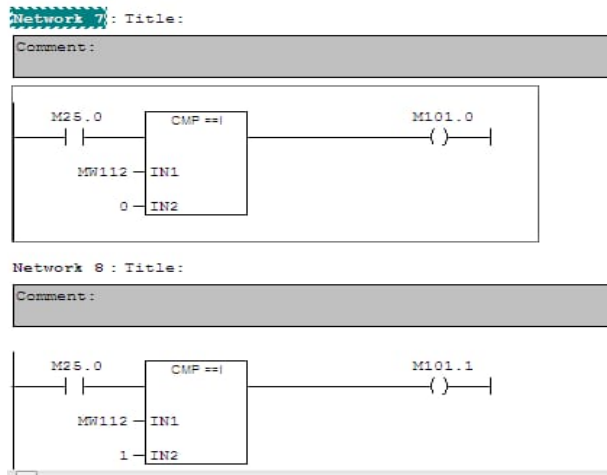 Network 7: Title:
Comment:
M25.0 CMP ==I M101.0
MW112 IN1
0 IN2
Network 8: Title:
Comment:
M25.0 CMP ==I M101.1
MW112 IN1
1 IN2